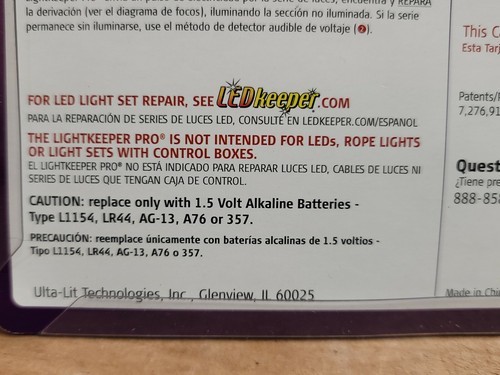 la derivación (ver el diagrama de focos), iluminando la sección no iluminada. Si la serie
permanece sin iluminarse, use el método de detector audible de voltaje (❷).
This C
Esta Tarj
FOR LED LIGHT SET REPAIR, SEE LEDkeeper.COM
PARA LA REPARACIÓN DE SERIES DE LUCES LED, CONSULTE EN LEDKEEPER.COM/ESPANOL
Patents/
7,276,91
THE LIGHTKEEPER PRO® IS NOT INTENDED FOR LEDs, ROPE LIGHTS
OR LIGHT SETS WITH CONTROL BOXES.
EL LIGHTKEEPER PRO® NO ESTÁ INDICADO PARA REPARAR LUCES LED, CABLES DE LUCES NI
SERIES DE LUCES QUE TENGAN CAJA DE CONTROL.
Quest
¿Tiene pre
888-858
CAUTION: replace only with 1.5 Volt Alkaline Batteries -
Type L1154, LR44, AG-13, A76 or 357.
PRECAUCIÓN: reemplace únicamente con baterías alcalinas de 1.5 voltios -
Tipo L1154, LR44, AG-13, A76 o 357.
Ulta-Lit Technologies, Inc., Glenview, IL 60025
Made in Chi